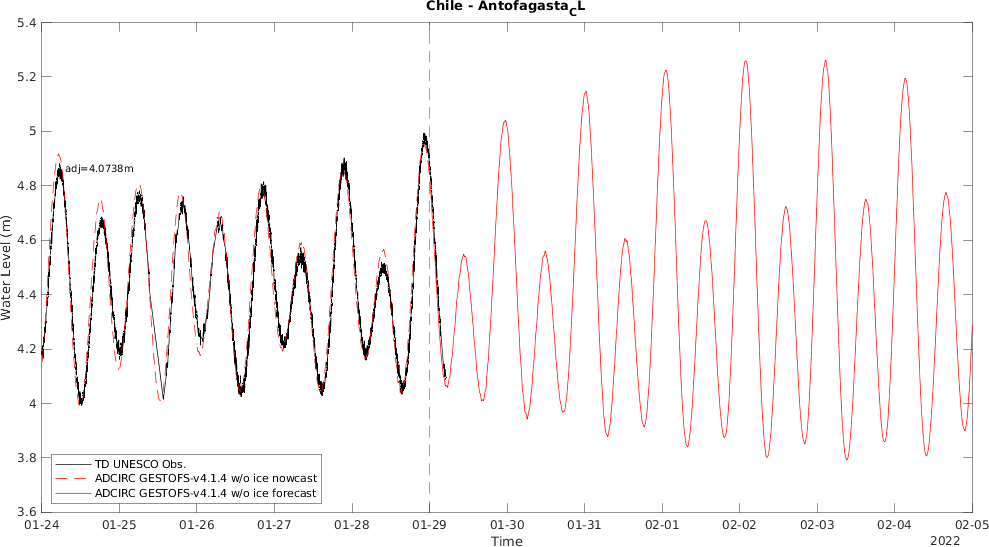 Chile - Antofagasta_CL
5.4
5.2
5
4.8
4.6
4.4
4.2
4
3.8
3.6
Water Level (m)
adj=4.0738m
TD UNESCO Obs.
ADCIRC GESTOFS-v4.1.4 w/o ice nowcast
ADCIRC GESTOFS-v4.1.4 w/o ice forecast
01-24 01-25 01-26 01-27 01-28 01-29 01-30 01-31 02-01 02-02 02-03 02-04 02-05
Time
2022